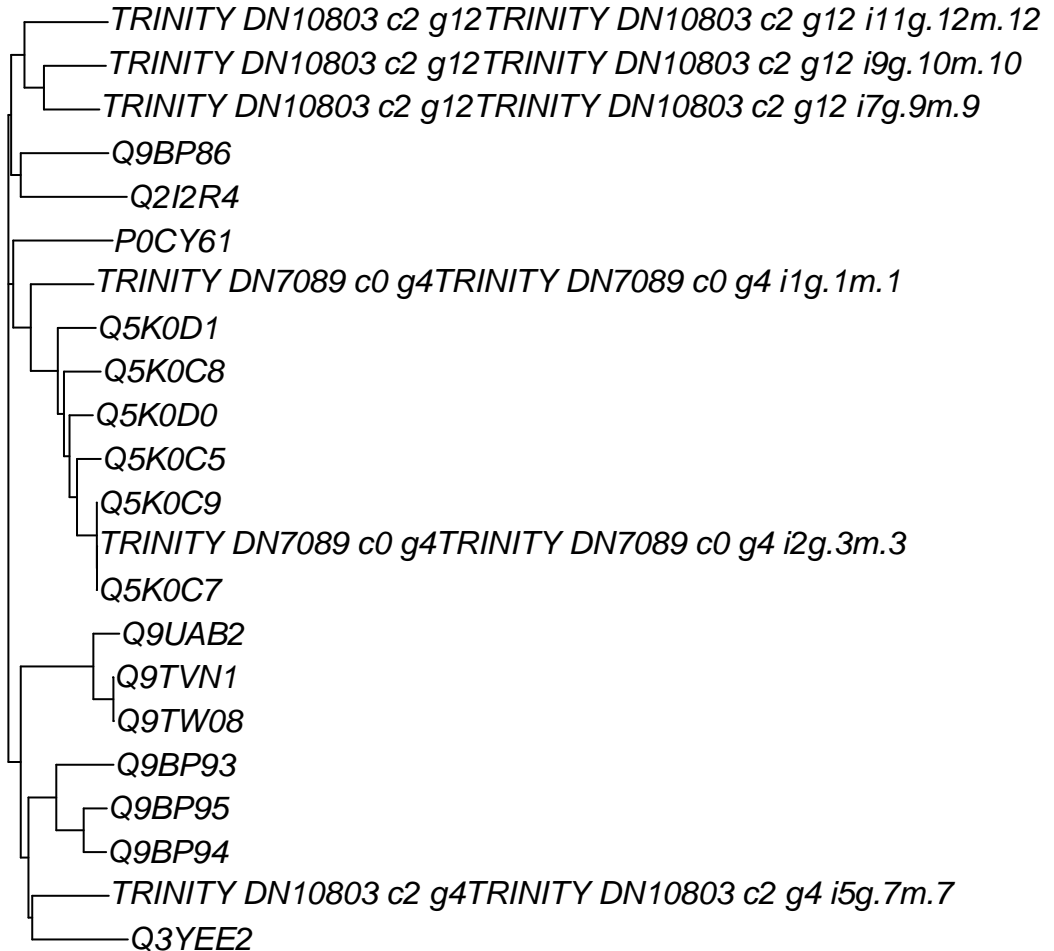 TRINITY DN10803 c2 g12TRINITY DN10803 c2 g12 i11g.12m.12
TRINITY DN10803 c2 g12TRINITY DN10803 c2 g12 i9g.10m.10
TRINITY DN10803 c2 g12TRINITY DN10803 c2 g12 i7g.9m.9
Q9BP86
Q2I2R4
P0CY61
TRINITY DN7089 c0 g4TRINITY DN7089 c0 g4 i1g.1m.1
Q5K0D1
Q5K0C8
Q5K0D0
Q5K0C5
Q5K0C9
TRINITY DN7089 c0 g4TRINITY DN7089 c0 g4 i2g.3m.3
Q5K0C7
Q9UAB2
Q9TVN1
Q9TW08
Q9BP93
Q9BP95
Q9BP94
TRINITY DN10803 c2 g4TRINITY DN10803 c2 g4 i5g.7m.7
Q3YEE2